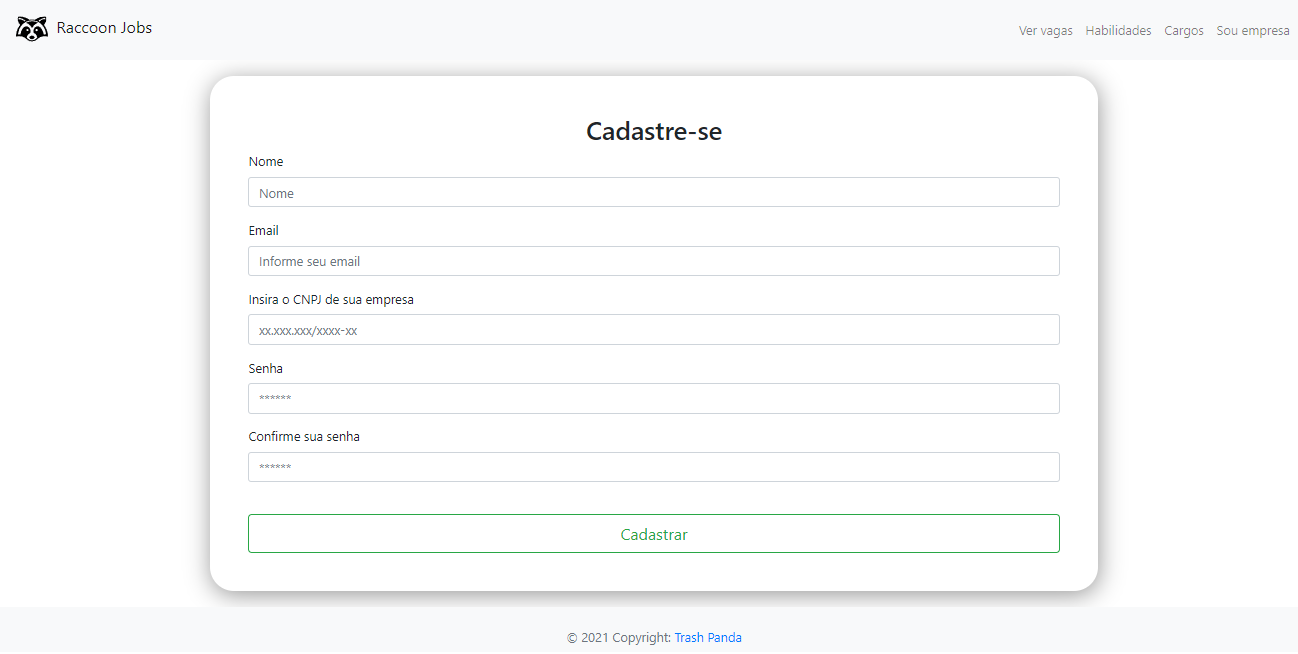 Raccoon Jobs
Ver vagas Habilidades Cargos Sou empresa
Cadastre-se
Nome
Nome
Email
Informe seu email
Insira o CNPJ de sua empresa
xx.xxx.xxx/xxxx-xx
Senha
******
Confirme sua senha
******
Cadastrar
© 2021 Copyright: Trash Panda